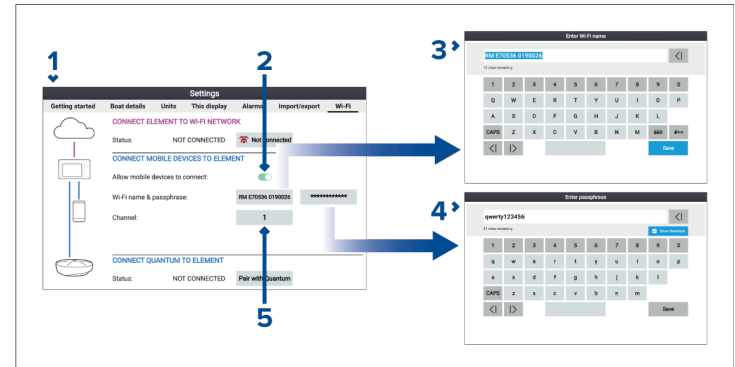 1
2
3
4
5
Settings
Getting started Boat details Units This display Alarms Import/export Wi-Fi
CONNECT ELEMENT TO WI-FI NETWORK
Status: NOT CONNECTED Not connected
CONNECT MOBILE DEVICES TO ELEMENT
Allow mobile devices to connect:
Wi-Fi name & passphrase: RM E70536 0190026 ************
Channel: 1
CONNECT QUANTUM TO ELEMENT
Status: NOT CONNECTED Pair with Quantum
Enter Wi-Fi name
RM E70536 0190026
1 2 3 4 5 6 7 8 9 0
Q W E R T Y U I O P
A S D F G H J K L
CAPS Z X C V B N M àèò #+=
Save
Enter passphrase
qwerty123456
Show characters
1 2 3 4 5 6 7 8 9 0
q w e r t y u i o p
a s d f g h j k l
CAPS z x c v b n m
Save